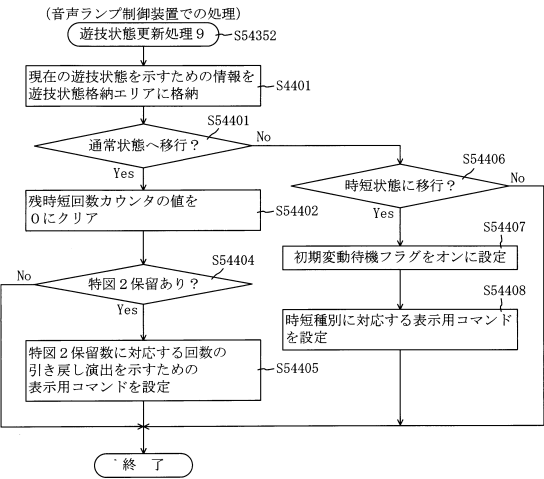 (音声ランプ制御装置での処理)
遊技状態更新処理9
S54352
現在の遊技状態を示すための情報を
遊技状態格納エリアに格納
S4401
S54401
通常状態へ移行？
No
Yes
S54406
時短状態に移行？
No
Yes
残時短回数カウンタの値を
0にクリア
S54402
S54407
初期変動待機フラグをオンに設定
S54404
特図2保留あり？
No
Yes
S54408
時短種別に対応する表示用コマンド
を設定
特図2保留数に対応する回数の
引き戻し演出を示すための
表示用コマンドを設定
S54405
終 了